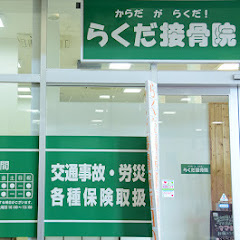 からだ が らくだ！
らくだ接骨院
交通事故・労災
各種保険取扱
らくだ接骨院
間